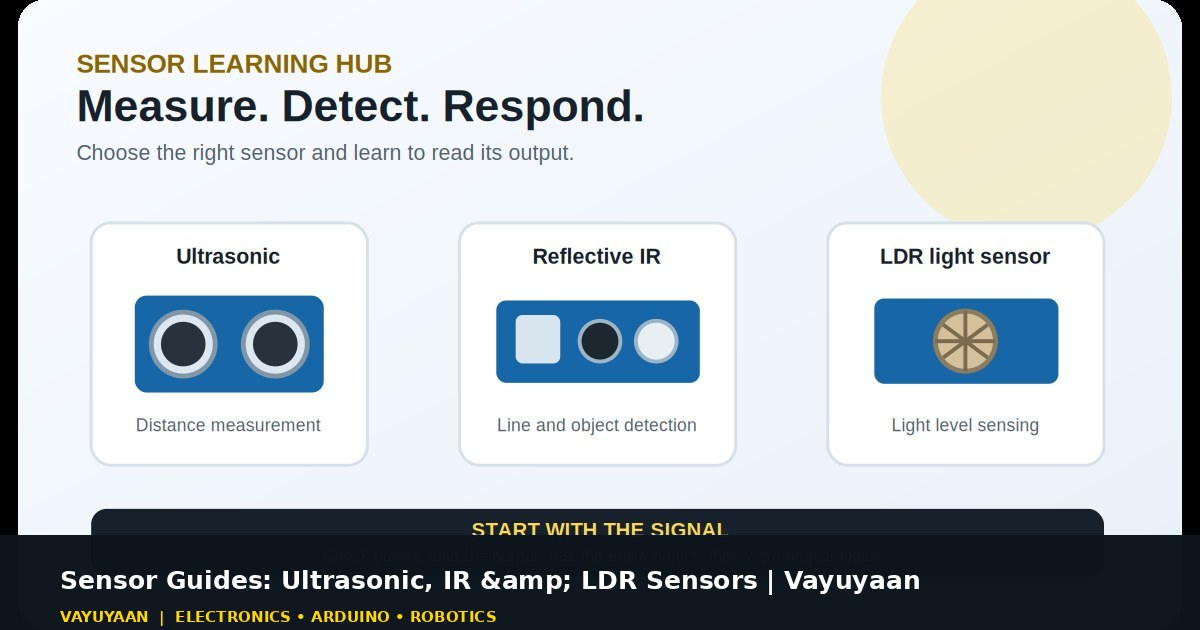 SENSOR LEARNING HUB
Measure. Detect. Respond.
Choose the right sensor and learn to read its output.
Ultrasonic
Reflective IR
LDR light sensor
Distance measurement
Line and object detection
Light level sensing
START WITH THE SIGNAL
Sensor Guides: Ultrasonic, IR &amp; LDR Sensors | Vayuyaan
VAYUYAAN | ELECTRONICS • ARDUINO • ROBOTICS